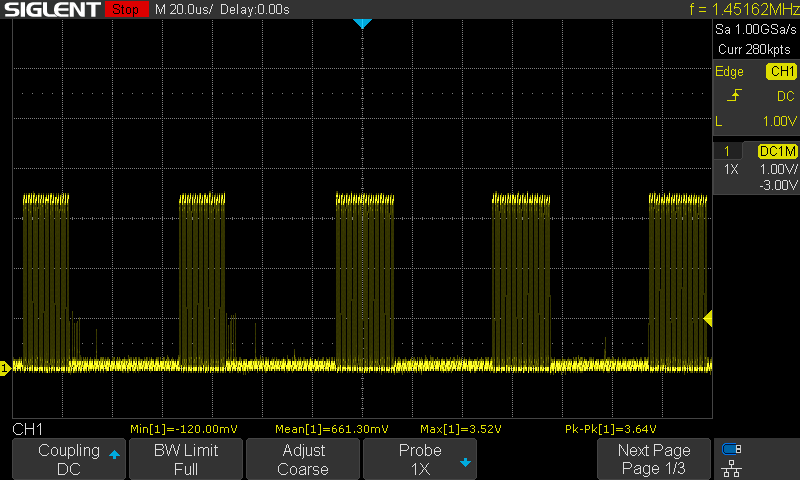 SIGLENT Stop M 20.0us/ Delay:0.00s f = 1.45162MHz
Sa 1.00GSa/s
Curr 280kpts
Edge CH1
DC
L 1.00V
1 DC1M
1X 1.00V/
-3.00V
1
CH1 Min[1]=-120.00mV Mean[1]=661.30mV Max[1]=3.52V Pk-Pk[1]=3.64V
Coupling BW Limit Adjust Probe Next Page
DC Full Coarse 1X Page 1/3